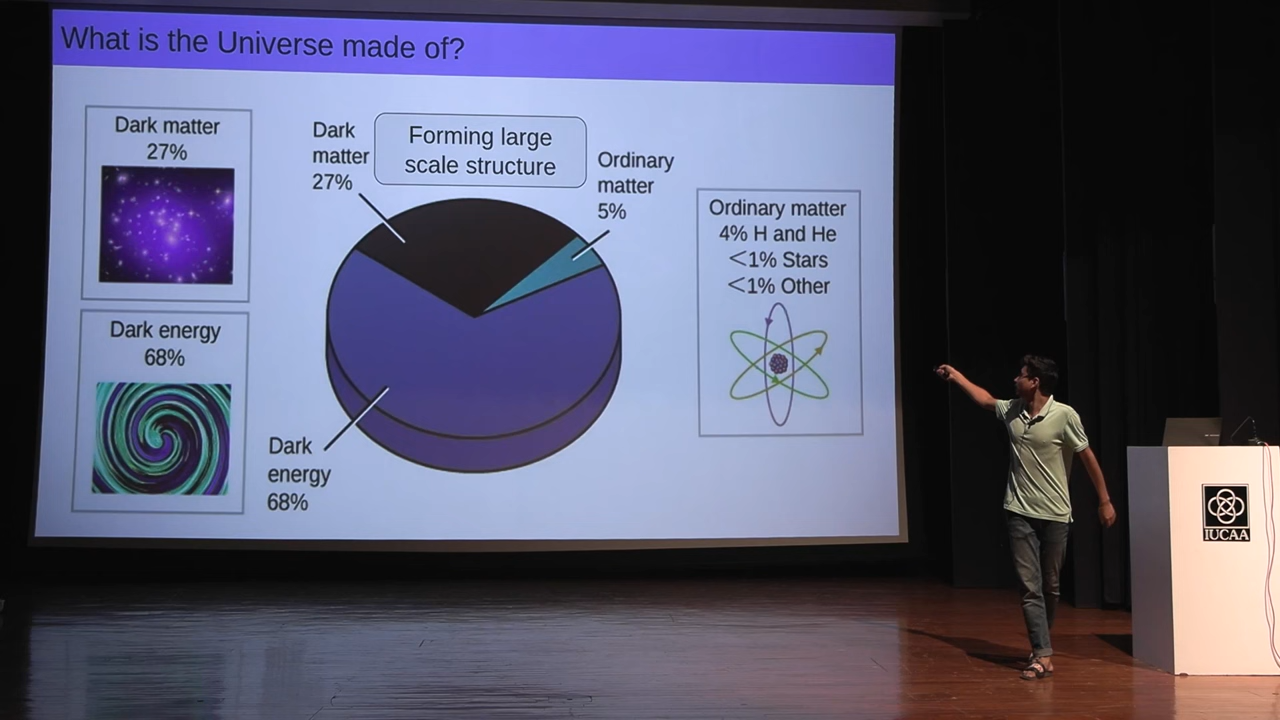 What is the Universe made of?
Dark matter
27%
Dark energy
68%
Dark
matter
27%
Forming large
scale structure
Ordinary
matter
5%
Dark
energy
68%
Ordinary matter
4% H and He
<1% Stars
<1% Other
IUCAA